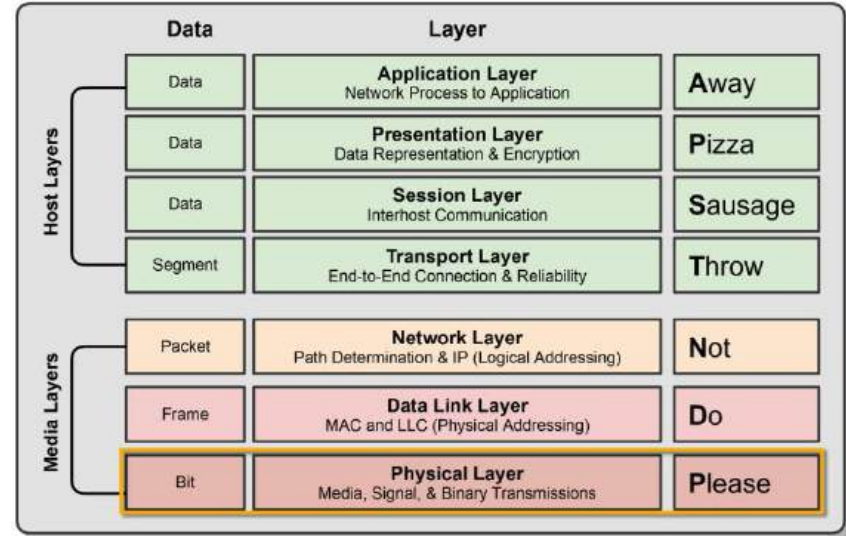 Data Layer
Host Layers
Data
Application Layer
Network Process to Application
Away
Data
Presentation Layer
Data Representation & Encryption
Pizza
Data
Session Layer
Interhost Communication
Sausage
Segment
Transport Layer
End-to-End Connection & Reliability
Throw
Media Layers
Packet
Network Layer
Path Determination & IP (Logical Addressing)
Not
Frame
Data Link Layer
MAC and LLC (Physical Addressing)
Do
Bit
Physical Layer
Media, Signal, & Binary Transmissions
Please